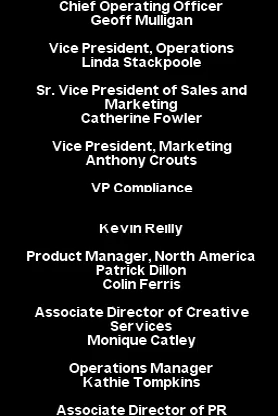 Chief Operating Officer
Geoff Mulligan
Vice President, Operations
Linda Stackpoole
Sr. Vice President of Sales and
Marketing
Catherine Fowler
Vice President, Marketing
Anthony Crouts
VP Compliance
Kevin Reilly
Product Manager, North America
Patrick Dillon
Colin Ferris
Associate Director of Creative
Services
Monique Catley
Operations Manager
Kathie Tompkins
Associate Director of PR